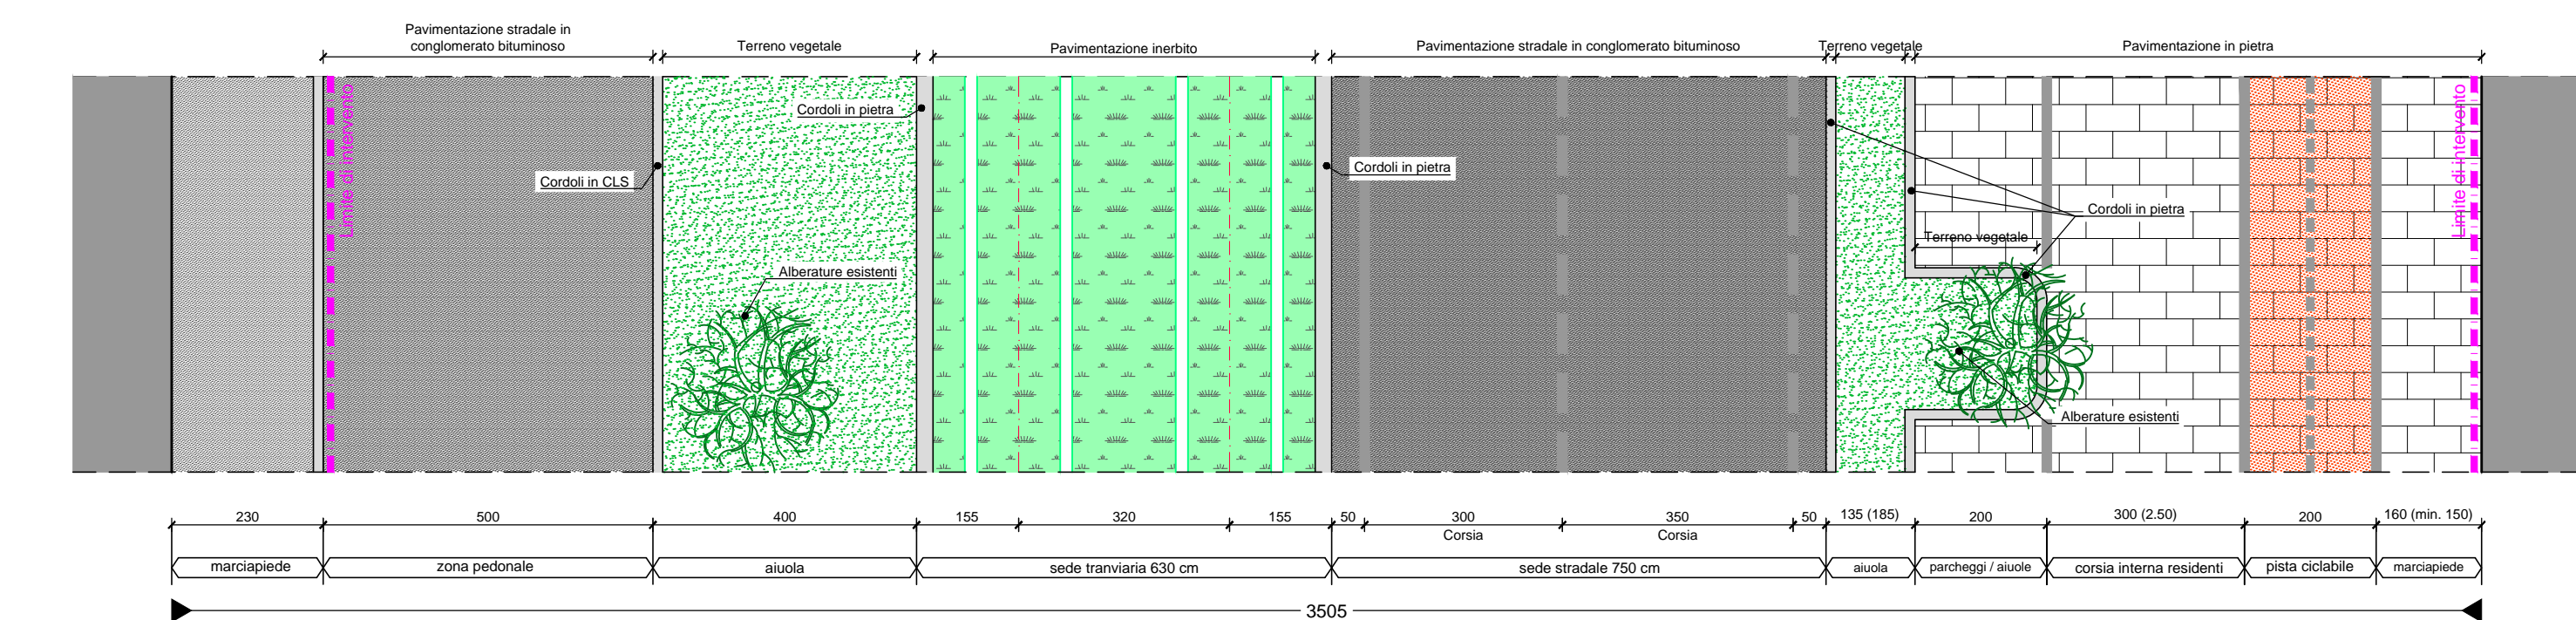 Pavimentazione stradale in
conglomerato bituminoso
Terreno vegetale
Pavimentazione inerbito
Pavimentazione stradale in conglomerato bituminoso
Terreno vegetale
Pavimentazione in pietra
Limite di intervento
Cordoli in pietra
Cordoli in CLS
Alberature esistenti
Cordoli in pietra
Cordoli in pietra
Terreno vegetale
Alberature esistenti
Limite di intervento
230
500
400
155
320
155
50
300
350
50
135 (185)
200
300 (2.50)
200
160 (min. 150)
Corsia
Corsia
marciapiede
zona pedonale
aiuola
sede tranviaria 630 cm
sede stradale 750 cm
aiuola
parcheggi / aiuole
corsia interna residenti
pista ciclabile
marciapiede
3505